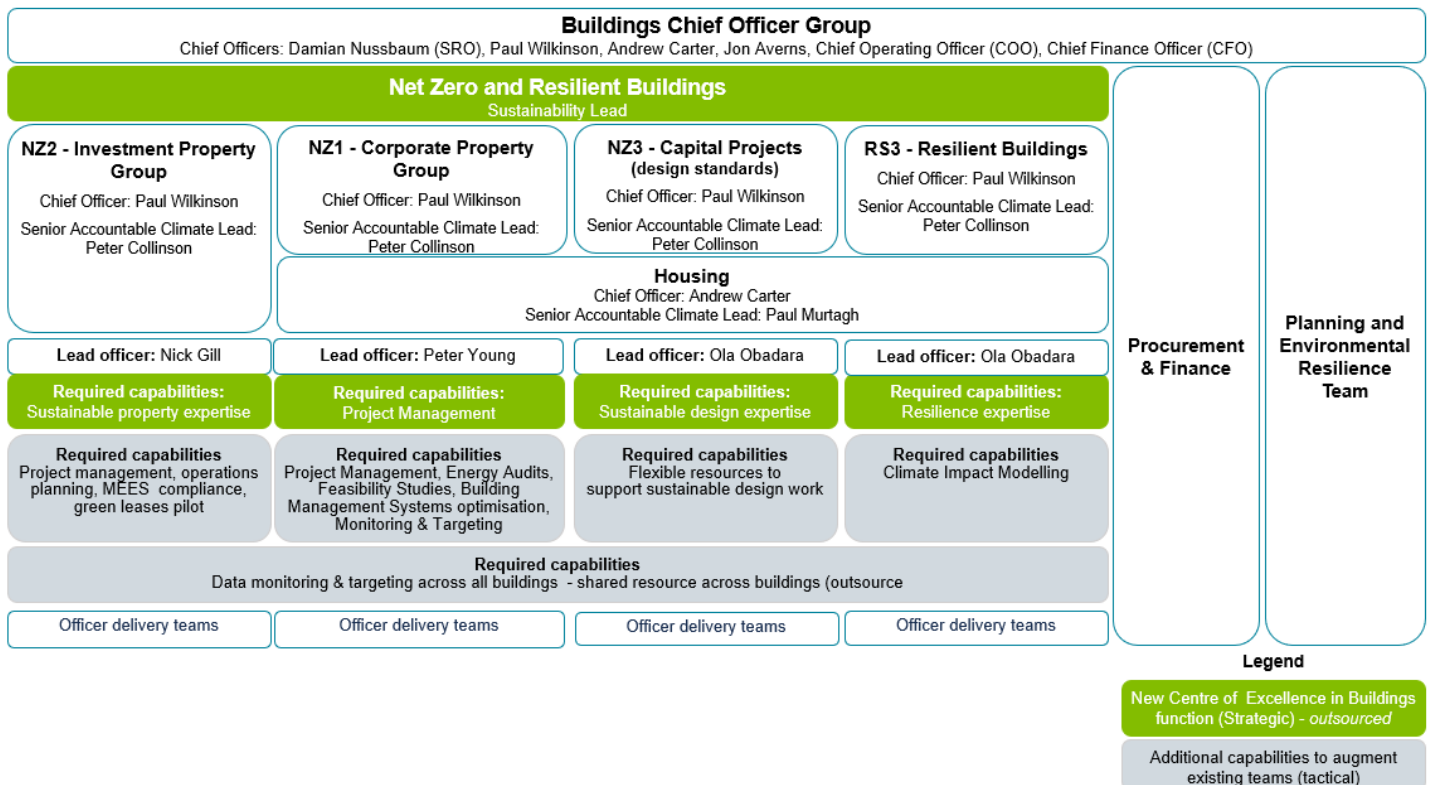 Buildings Chief Officer Group
Chief Officers: Damian Nussbaum (SRO), Paul Wilkinson, Andrew Carter, Jon Averns, Chief Operating Officer (COO), Chief Finance Officer (CFO)
Net Zero and Resilient Buildings
Sustainability Lead
NZ2 - Investment Property
Group
Chief Officer: Paul Wilkinson
Senior Accountable Climate Lead:
Peter Collinson
NZ1 - Corporate Property
Group
Chief Officer: Paul Wilkinson
Senior Accountable Climate Lead:
Peter Collinson
NZ3 - Capital Projects
(design standards)
Chief Officer: Paul Wilkinson
Senior Accountable Climate Lead:
Peter Collinson
RS3 - Resilient Buildings
Chief Officer: Paul Wilkinson
Senior Accountable Climate Lead:
Peter Collinson
Housing
Chief Officer: Andrew Carter
Senior Accountable Climate Lead: Paul Murtagh
Lead officer: Nick Gill
Lead officer: Peter Young
Lead officer: Ola Obadara
Lead officer: Ola Obadara
Required capabilities:
Sustainable property expertise
Required capabilities:
Project Management
Required capabilities:
Sustainable design expertise
Required capabilities:
Resilience expertise
Required capabilities
Project management, operations
planning, MEES compliance,
green leases pilot
Required capabilities
Project Management, Energy Audits,
Feasibility Studies, Building
Management Systems optimisation,
Monitoring & Targeting
Required capabilities
Flexible resources to
support sustainable design work
Required capabilities
Climate Impact Modelling
Required capabilities
Data monitoring & targeting across all buildings - shared resource across buildings (outsource
Officer delivery teams
Officer delivery teams
Officer delivery teams
Officer delivery teams
Procurement
& Finance
Planning and
Environmental
Resilience
Team
Legend
New Centre of Excellence in Buildings
function (Strategic) - outsourced
Additional capabilities to augment
existing teams (tactical)